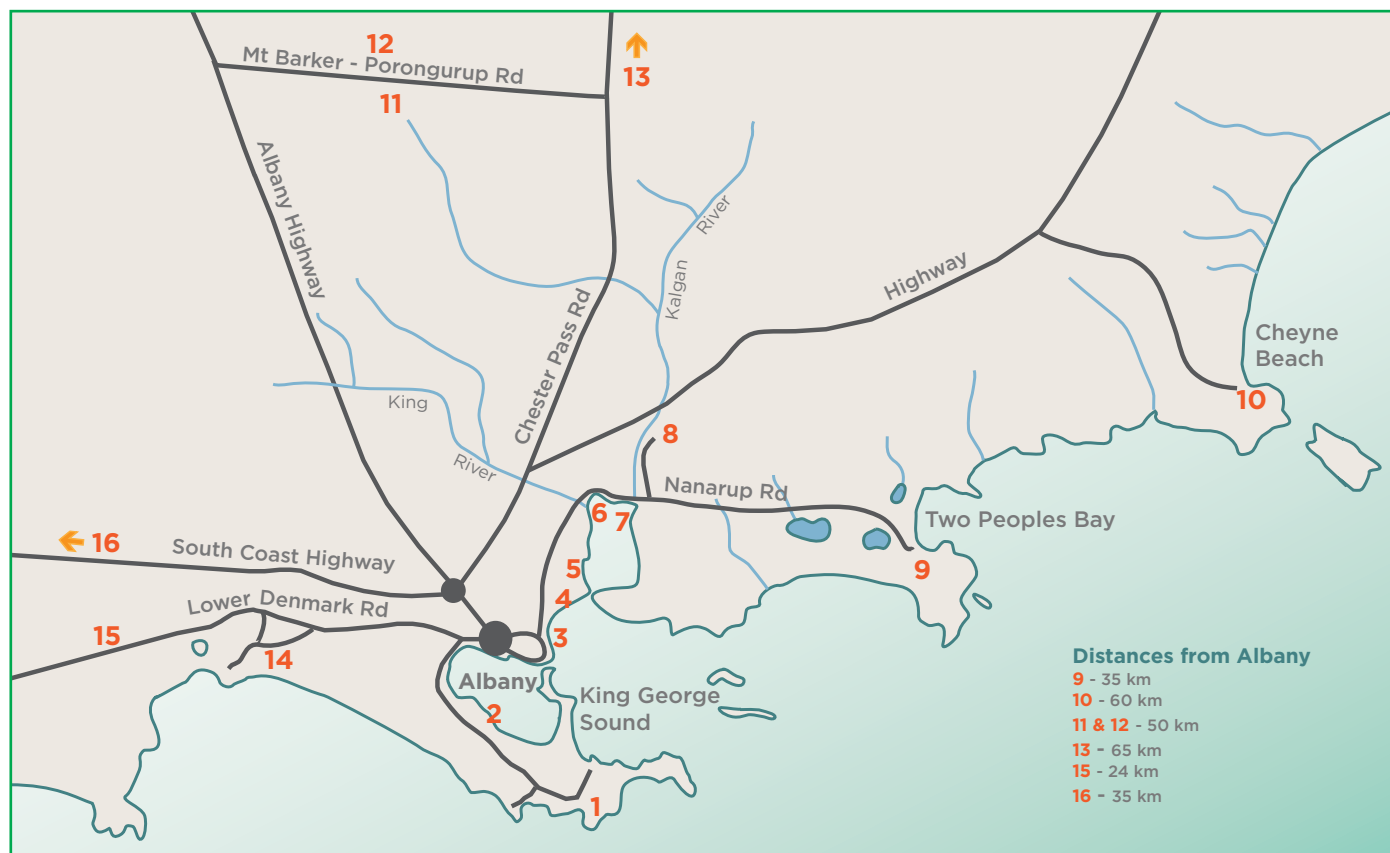 12
Mt Barker - Porongurup Rd
13
11
Albany Highway
River
Kalgan
Highway
Chester Pass Rd
Cheyne
Beach
King
10
8
River
Nanarup Rd
6
7
Two Peoples Bay
16
South Coast Highway
5
9
4
Lower Denmark Rd
15
3
14
Albany
King George
Sound
2
1
Distances from Albany
9 - 35 km
10 - 60 km
11 & 12 - 50 km
13 - 65 km
15 - 24 km
16 - 35 km